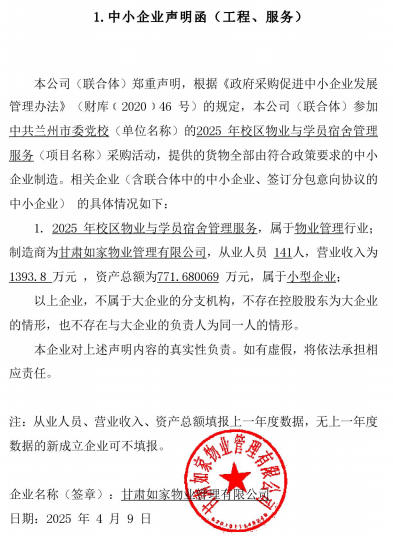 1.中小企业声明函（工程、服务）
本公司（联合体）郑重声明，根据《政府采购促进中小企业发展
管理办法》（财库﹝2020﹞46 号）的规定，本公司（联合体）参加
中共兰州市委党校（单位名称）的2025 年校区物业与学员宿舍管理
服务（项目名称）采购活动，提供的货物全部由符合政策要求的中小
企业制造。相关企业（含联合体中的中小企业、签订分包意向协议的
中小企业） 的具体情况如下：
1. 2025 年校区物业与学员宿舍管理服务，属于物业管理行业；
制造商为甘肃如家物业管理有限公司，从业人员 141人，营业收入为
1393.8 万元 ，资产总额为771.680069 万元，属于小型企业；
以上企业，不属于大企业的分支机构，不存在控股股东为大企业
的情形，也不存在与大企业的负责人为同一人的情形。
本企业对上述声明内容的真实性负责。如有虚假，将依法承担相
应责任。
注：从业人员、营业收入、资产总额填报上一年度数据，无上一年度
数据的新成立企业可不填报。
企业名称（签章）：甘肃如家物业管理有限公司
日期：2025 年 4 月 9 日
甘肃如家物业管理有限公司